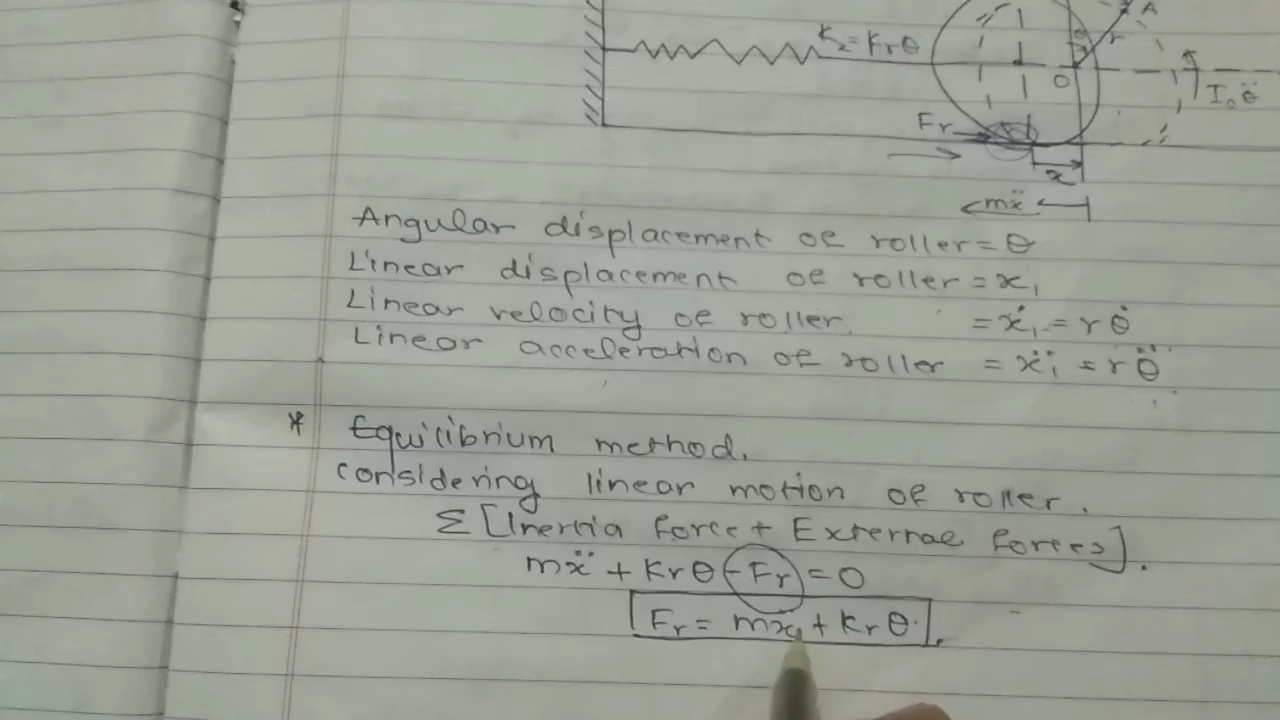 Kx = Krθ
A
r
θ
O
I₀θ̈
Fr
x
mẍ
Angular displacement of roller = θ
Linear displacement of roller = x₁
Linear velocity of roller. = ẋ₁ = rθ̇
Linear acceleration of roller = ẍ₁ = rθ̈
* Equilibrium method.
considering linear motion of roller.
Σ [Inertia force + External forces].
mẍ + Krθ - Fr = 0
Fr = mẍ₁ + Krθ.